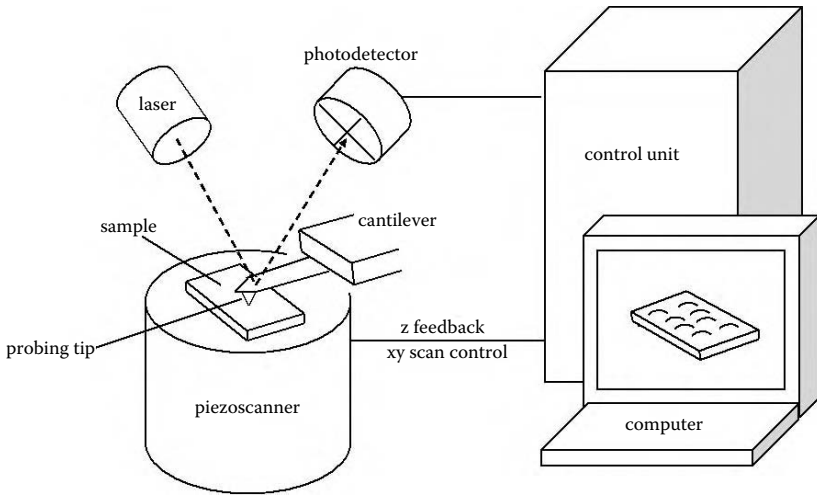 photodetector
laser
control unit
cantilever
sample
z feedback
xy scan control
probing tip
piezoscanner
computer